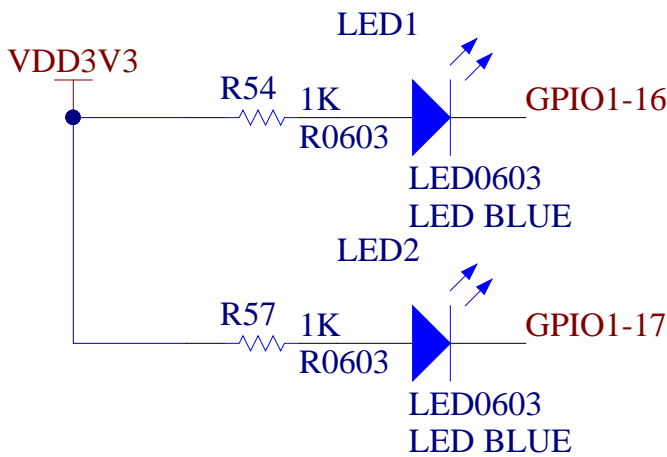 LED1
VDD3V3
R54
1K
GPIO1-16
R0603
LED0603
LED BLUE
LED2
R57
1K
GPIO1-17
R0603
LED0603
LED BLUE